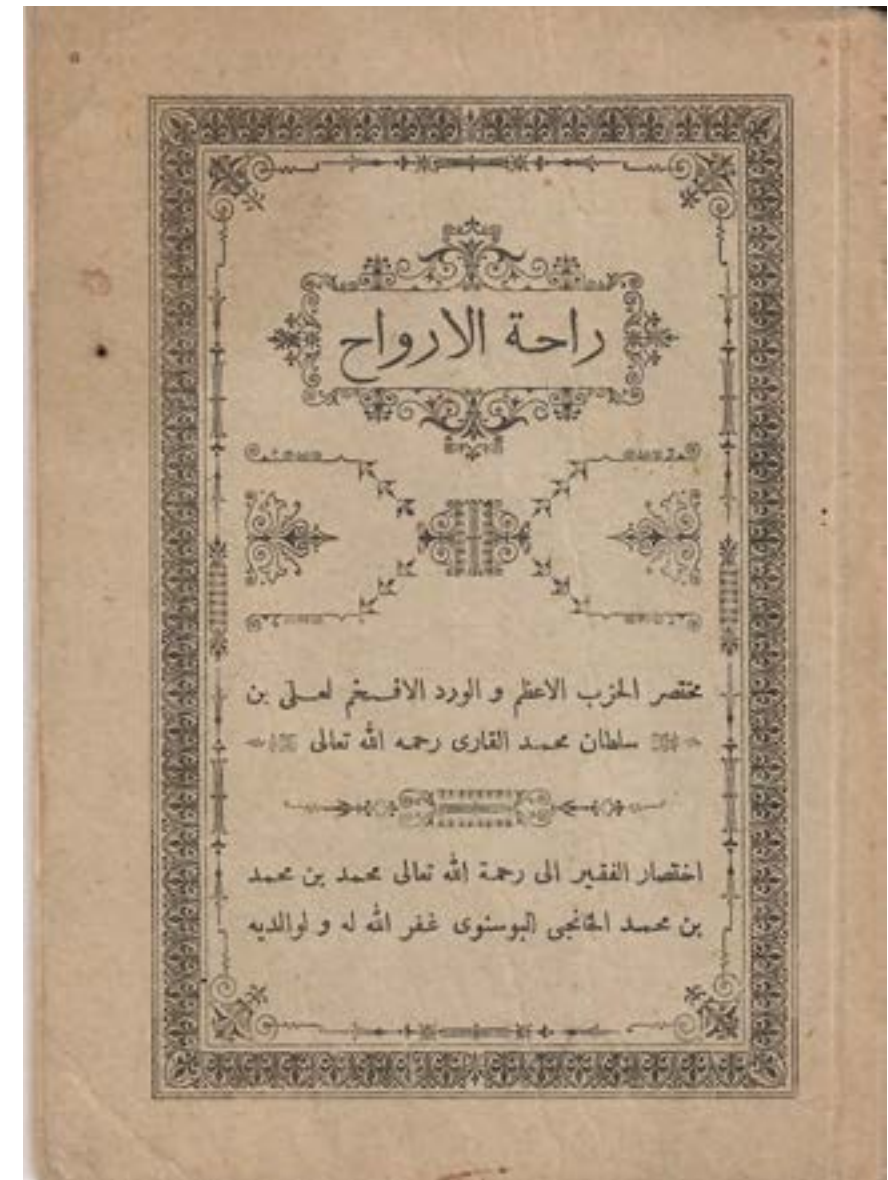 راحة الارواح
مختصر الحزب الاعظم و الورد الافخم لعلى بن
سلطان محمد القارى رحمه الله تعالى
اختصار الفقير الى رحمة الله تعالى محمد بن محمد
بن محمد الخانجى البوسنوى غفر الله له و لوالديه